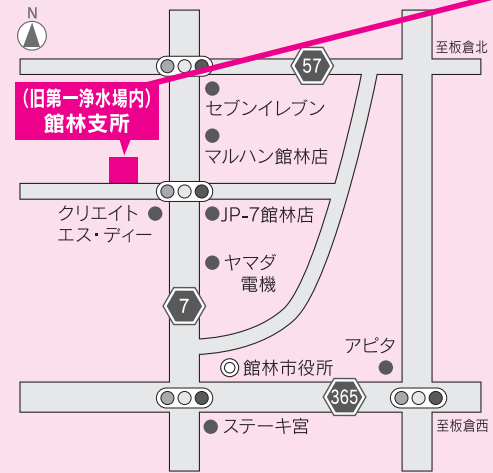 N
至板倉北
57
(旧第一浄水場内)
館林支所
セブンイレブン
マルハン館林店
クリエイト
エス・ディー
JP-7館林店
ヤマダ
電機
7
アピタ
館林市役所
365
至板倉西
ステーキ宮